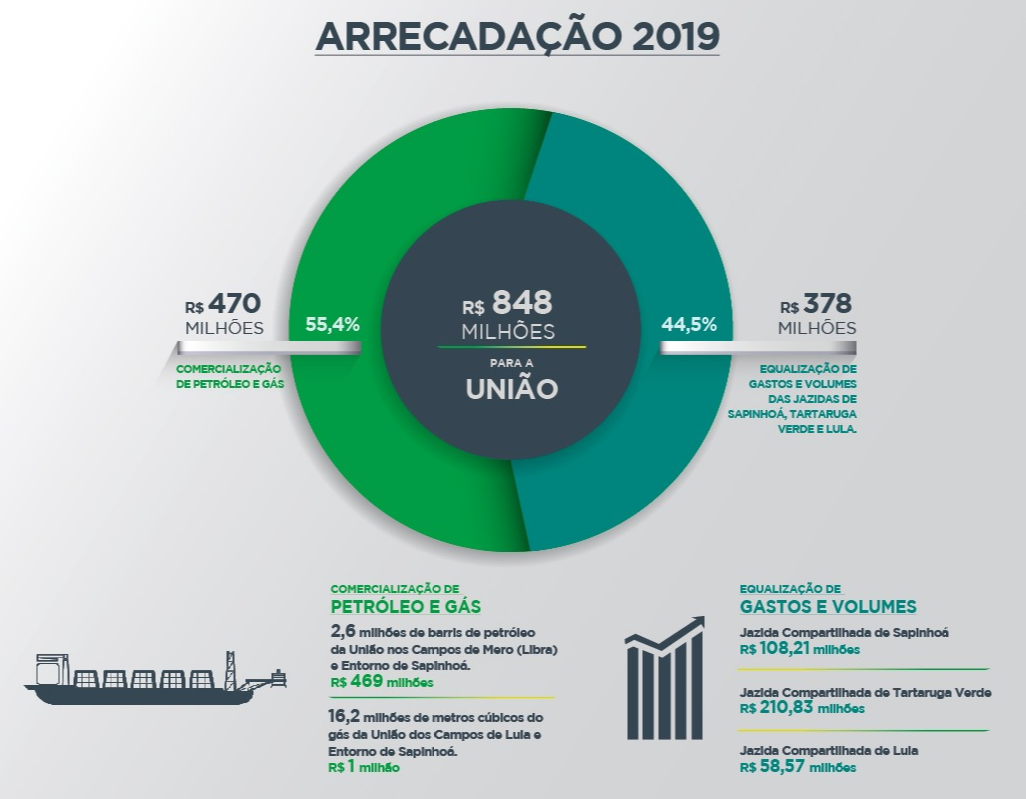 ARRECADAÇÃO 2019
R$ 470
MILHÕES
COMERCIALIZAÇÃO
DE PETRÓLEO E GÁS
55,4%
R$ 848
MILHÕES
PARA A
UNIÃO
44,5%
R$ 378
MILHÕES
EQUALIZAÇÃO DE
GASTOS E VOLUMES
DAS JAZIDAS DE
SAPINHOÁ, TARTARUGA
VERDE E LULA.
COMERCIALIZAÇÃO DE
PETRÓLEO E GÁS
2,6 milhões de barris de petróleo
da União nos Campos de Mero (Libra)
e Entorno de Sapinhoá.
R$ 469 milhões
16,2 milhões de metros cúbicos do
gás da União dos Campos de Lula e
Entorno de Sapinhoá.
R$ 1 milhão
EQUALIZAÇÃO DE
GASTOS E VOLUMES
Jazida Compartilhada de Sapinhoá
R$ 108,21 milhões
Jazida Compartilhada de Tartaruga Verde
R$ 210,83 milhões
Jazida Compartilhada de Lula
R$ 58,57 milhões